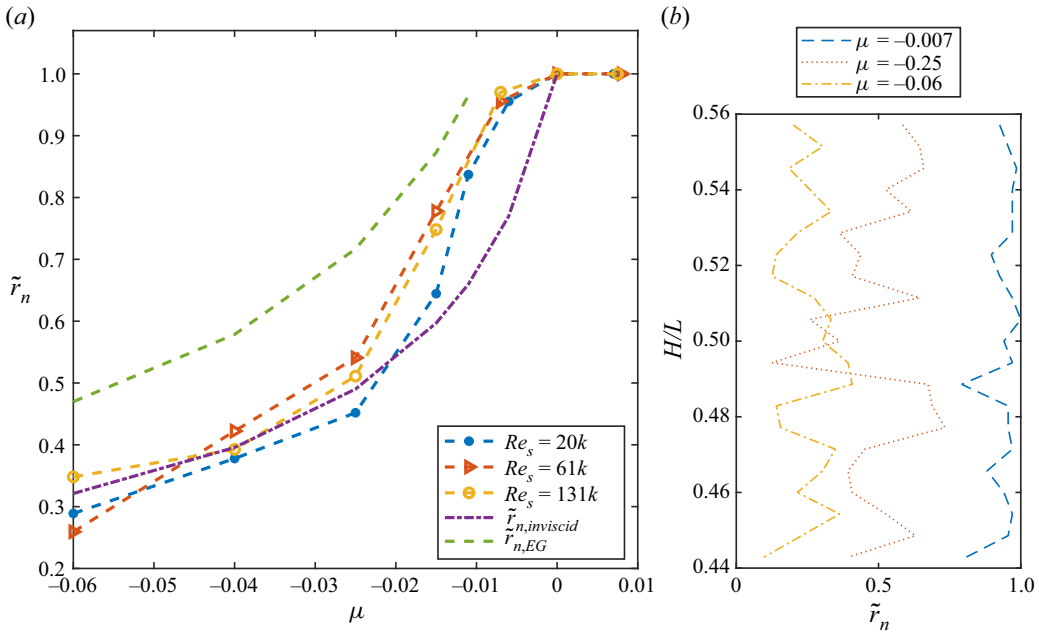 (a)
1.0
0.9
0.8
0.7
r̃n
0.6
0.5
0.4
0.3
0.2
Res = 20k
Res = 61k
Res = 131k
r̃n,inviscid
r̃n,EG
–0.06
–0.05
–0.04
–0.03
–0.02
–0.01
0
0.01
μ
(b)
μ = –0.007
μ = –0.25
μ = –0.06
0.56
0.54
0.52
H/L
0.50
0.48
0.46
0.44
0
0.5
1.0
r̃n